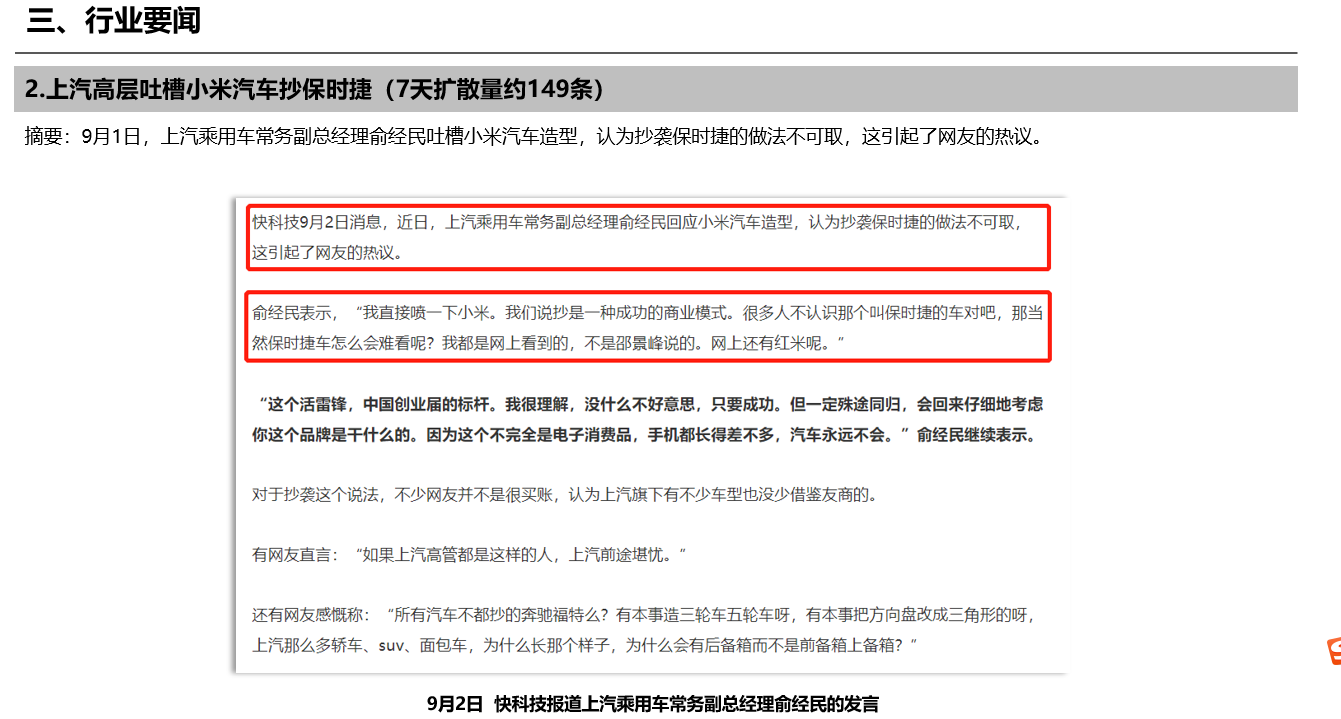 三、行业要闻
2.上汽高层吐槽小米汽车抄保时捷（7天扩散量约149条）
摘要：9月1日，上汽乘用车常务副总经理俞经民吐槽小米汽车造型，认为抄袭保时捷的做法不可取，这引起了网友的热议。
快科技9月2日消息，近日，上汽乘用车常务副总经理俞经民回应小米汽车造型，认为抄袭保时捷的做法不可取，
这引起了网友的热议。
俞经民表示，“我直接喷一下小米。我们说抄是一种成功的商业模式。很多人不认识那个叫保时捷的车对吧，那当
然保时捷车怎么会难看呢？我都是网上看到的，不是邵景峰说的。网上还有红米呢。”
“这个活雷锋，中国创业届的标杆。我很理解，没什么不好意思，只要成功。但一定殊途同归，会回来仔细地考虑
你这个品牌是干什么的。因为这个不完全是电子消费品，手机都长得差不多，汽车永远不会。”俞经民继续表示。
对于抄袭这个说法，不少网友并不是很买账，认为上汽旗下有不少车型也没少借鉴友商的。
有网友直言：“如果上汽高管都是这样的人，上汽前途堪忧。”
还有网友感慨称：“所有汽车不都抄的奔驰福特么？有本事造三轮车五轮车呀，有本事把方向盘改成三角形的呀，
上汽那么多轿车、suv、面包车，为什么长那个样子，为什么会有后备箱而不是前备箱上备箱？”
9月2日 快科技报道上汽乘用车常务副总经理俞经民的发言